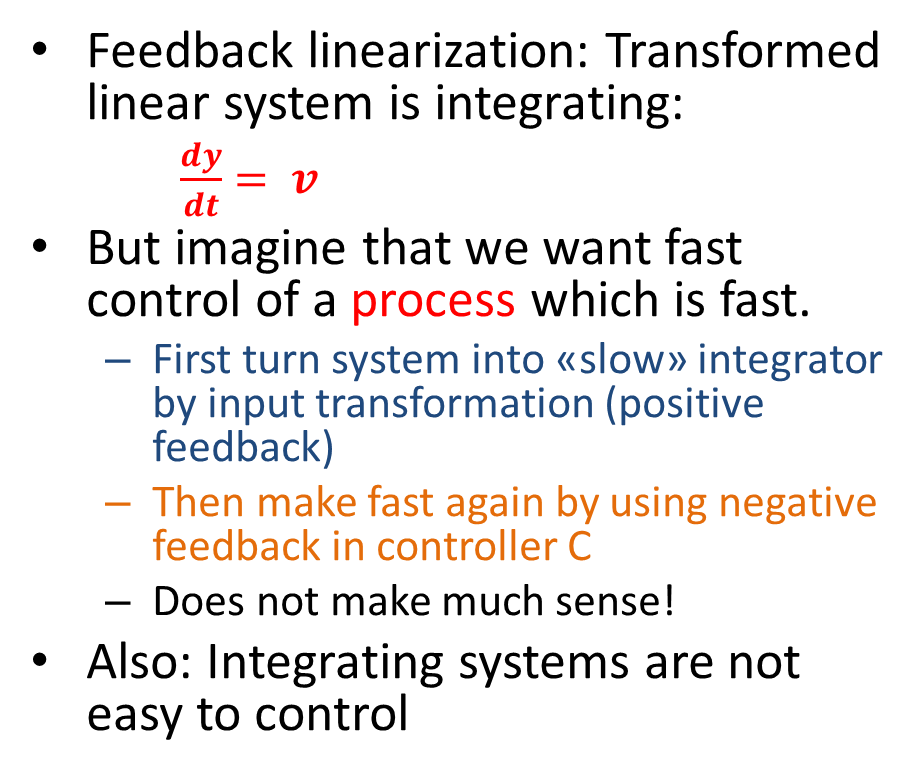 • Feedback linearization: Transformed
linear system is integrating:
dy/dt = v
• But imagine that we want fast
control of a process which is fast.
– First turn system into «slow» integrator
by input transformation (positive
feedback)
– Then make fast again by using negative
feedback in controller C
– Does not make much sense!
• Also: Integrating systems are not
easy to control